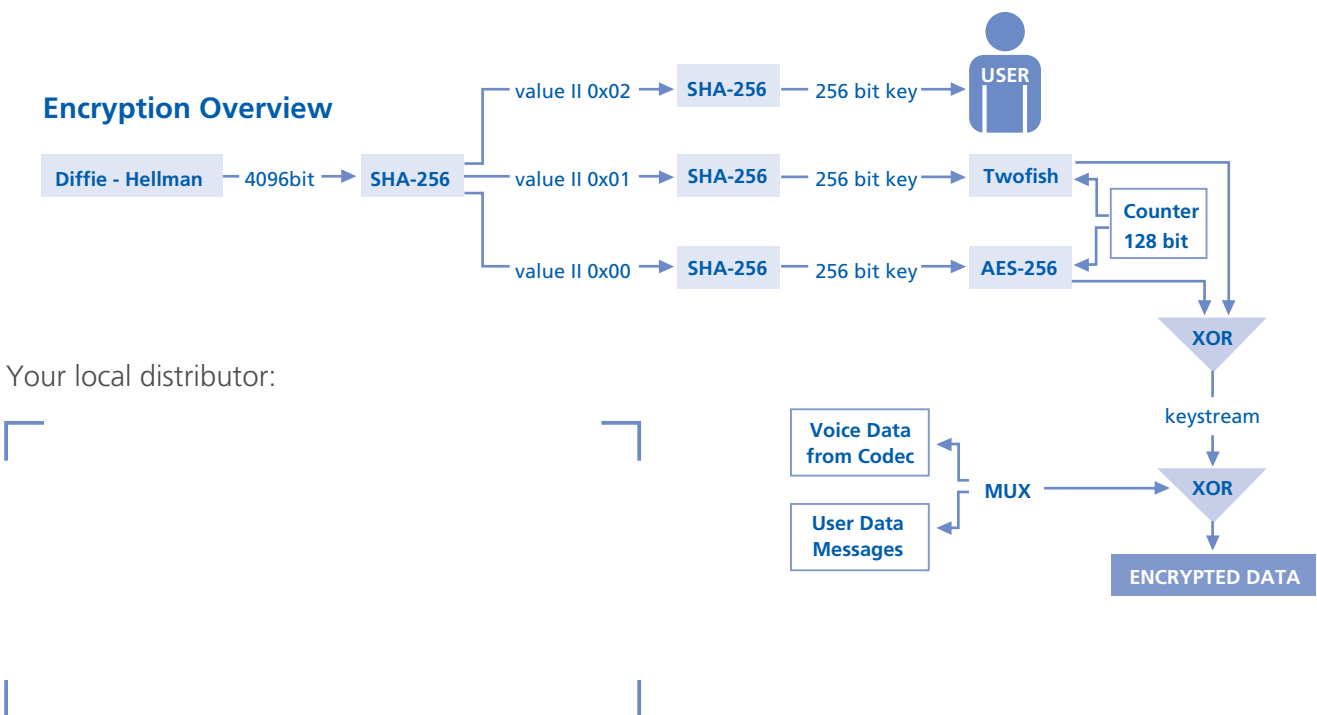 Encryption Overview
value II 0x02
SHA-256
256 bit key
USER
Diffie - Hellman
4096bit
SHA-256
value II 0x01
SHA-256
256 bit key
Twofish
Counter
128 bit
value II 0x00
SHA-256
256 bit key
AES-256
XOR
Your local distributor:
keystream
Voice Data
from Codec
MUX
XOR
User Data
Messages
ENCRYPTED DATA